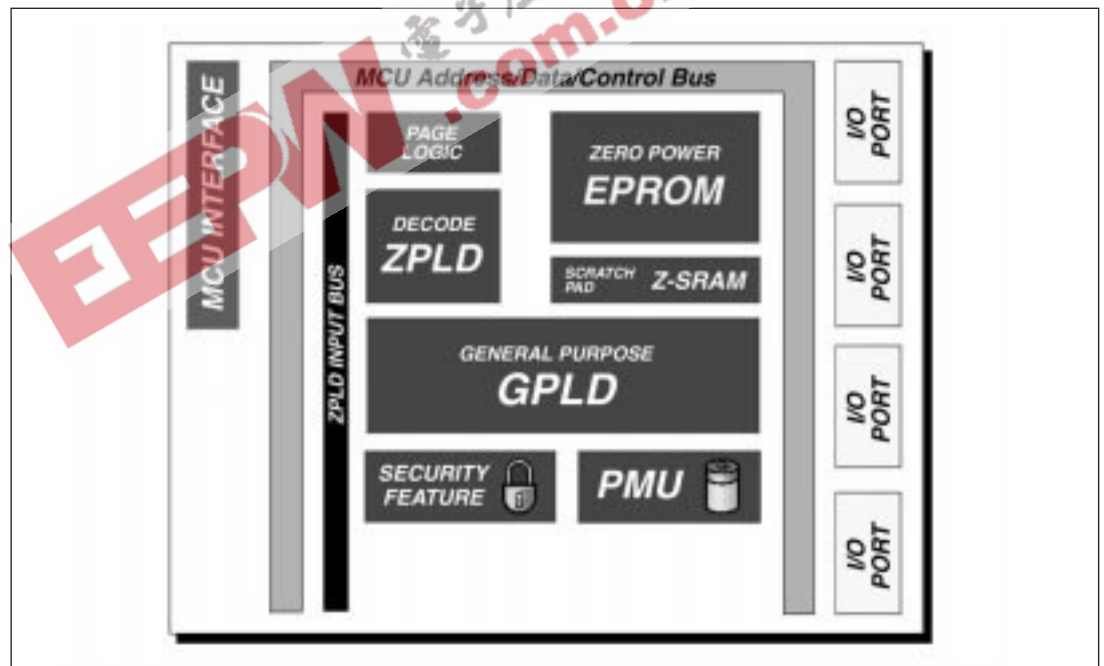 MCU Address/Data/Control Bus
MCU INTERFACE
ZPLD INPUT BUS
PAGE
LOGIC
ZERO POWER
EPROM
DECODE
ZPLD
SCRATCH
PAD
Z-SRAM
GENERAL PURPOSE
GPLD
SECURITY
FEATURE
PMU
I/O
PORT
I/O
PORT
I/O
PORT
I/O
PORT
EEPW
.com.c